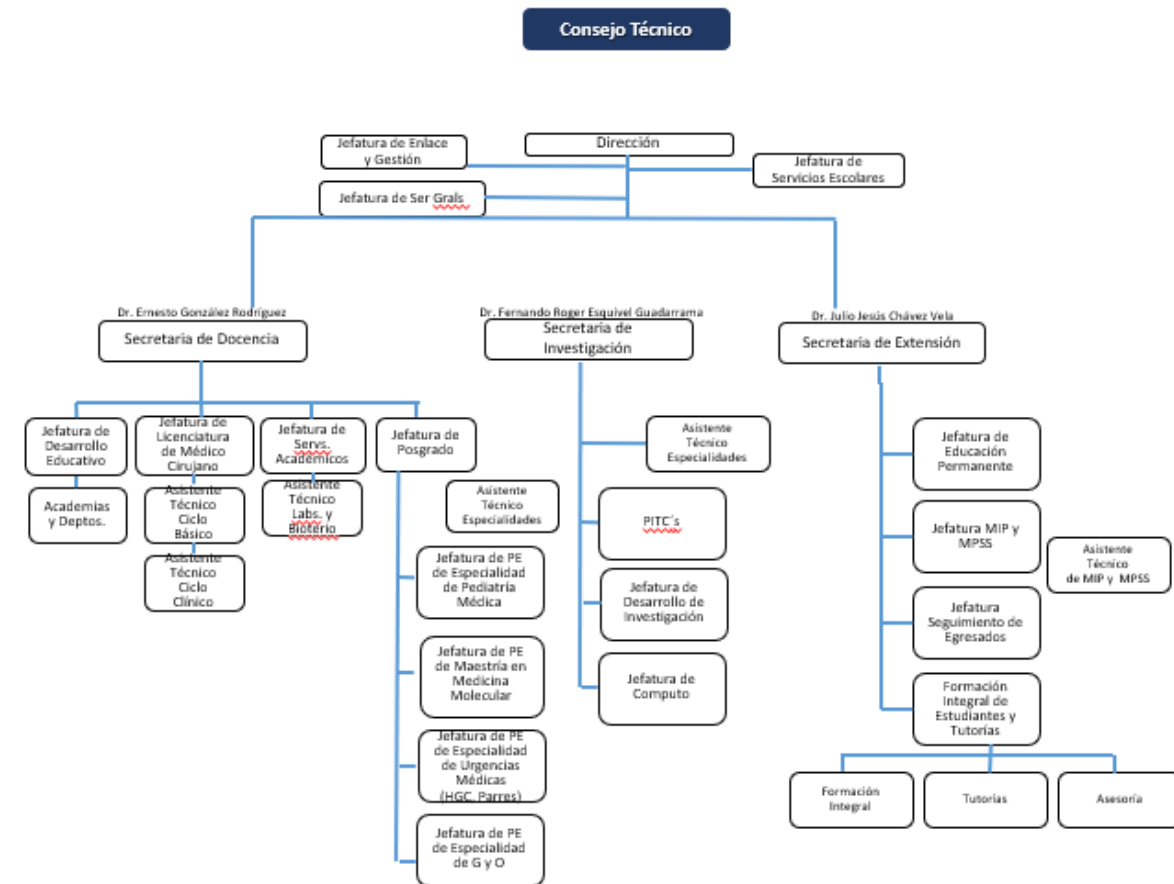 Consejo Técnico
Jefatura de Enlace
y Gestión
Dirección
Jefatura de
Servicios Escolares
Jefatura de Ser Grals
Dr. Ernesto González Rodríguez
Secretaria de Docencia
Dr. Fernando Roger Esquivel Guadarrama
Secretaria de
Investigación
Dr. Julio Jesús Chávez Vela
Secretaria de Extensión
Jefatura de
Desarrollo
Educativo
Jefatura de
Licenciatura
de Médico
Cirujano
Jefatura de
Servs.
Académicos
Jefatura de
Posgrado
Academias
y Deptos.
Asistente
Técnico
Ciclo
Básico
Asistente
Técnico
Labs. y
Bioterio
Asistente
Técnico
Ciclo
Clínico
Asistente
Técnico
Especialidades
Jefatura de PE
de Especialidad
de Pediatría
Médica
Jefatura de PE
de Maestría en
Medicina
Molecular
Jefatura de PE
de Especialidad
de Urgencias
Médicas
(HGC. Parres)
Jefatura de PE
de Especialidad
de G y O
Asistente
Técnico
Especialidades
PITC´s
Jefatura de
Desarrollo de
Investigación
Jefatura de
Computo
Jefatura de
Educación
Permanente
Jefatura MIP y
MPSS
Asistente
Técnico
de MIP y MPSS
Jefatura
Seguimiento de
Egresados
Formación
Integral de
Estudiantes y
Tutorías
Formación
Integral
Tutorías
Asesoría